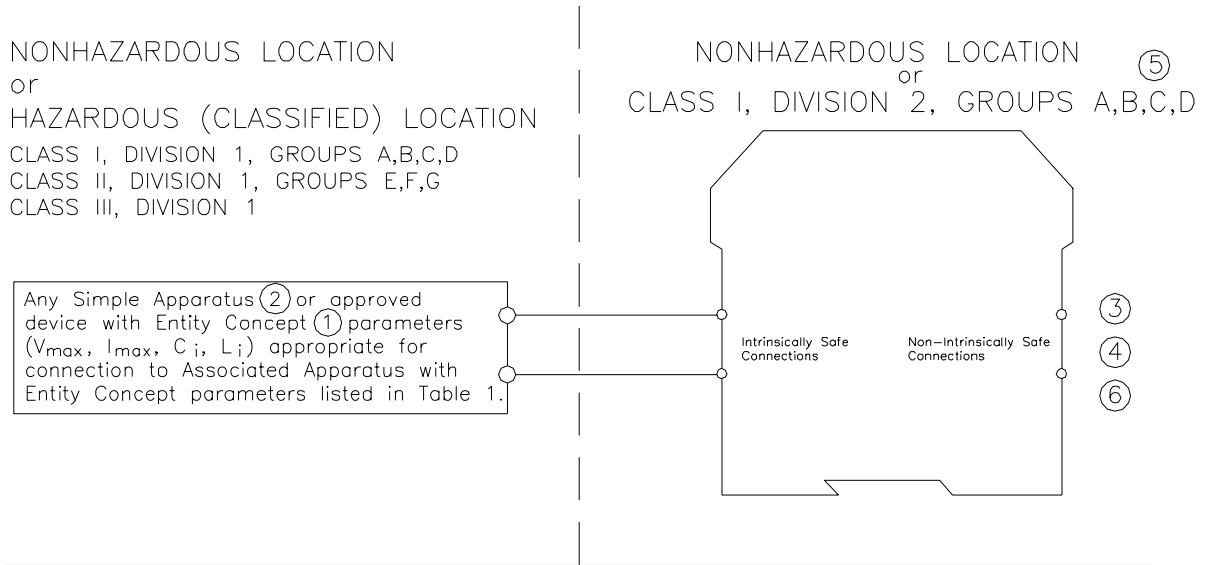 NONHAZARDOUS LOCATION
or
HAZARDOUS (CLASSIFIED) LOCATION
CLASS I, DIVISION 1, GROUPS A,B,C,D
CLASS II, DIVISION 1, GROUPS E,F,G
CLASS III, DIVISION 1
Any Simple Apparatus 2 or approved
device with Entity Concept 1 parameters
(Vmax, Imax, Ci, Li) appropriate for
connection to Associated Apparatus with
Entity Concept parameters listed in Table 1.
NONHAZARDOUS LOCATION
or
5
CLASS I, DIVISION 2, GROUPS A,B,C,D
Intrinsically Safe
Connections
Non-Intrinsically Safe
Connections
3
4
6